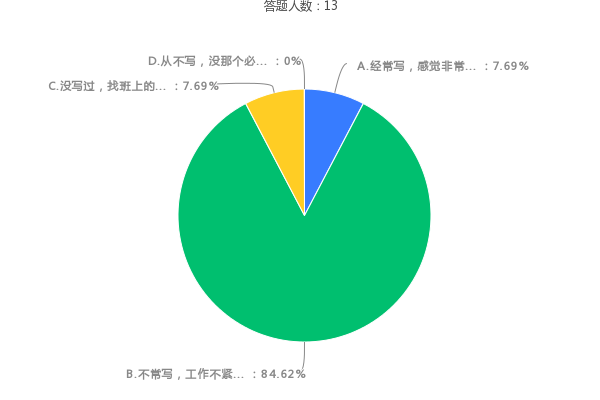 答题人数：13
D.从不写，没那个必... ：0%
A.经常写，感觉非常... ：7.69%
C.没写过，找班上的... ：7.69%
B.不常写，工作不紧... ：84.62%